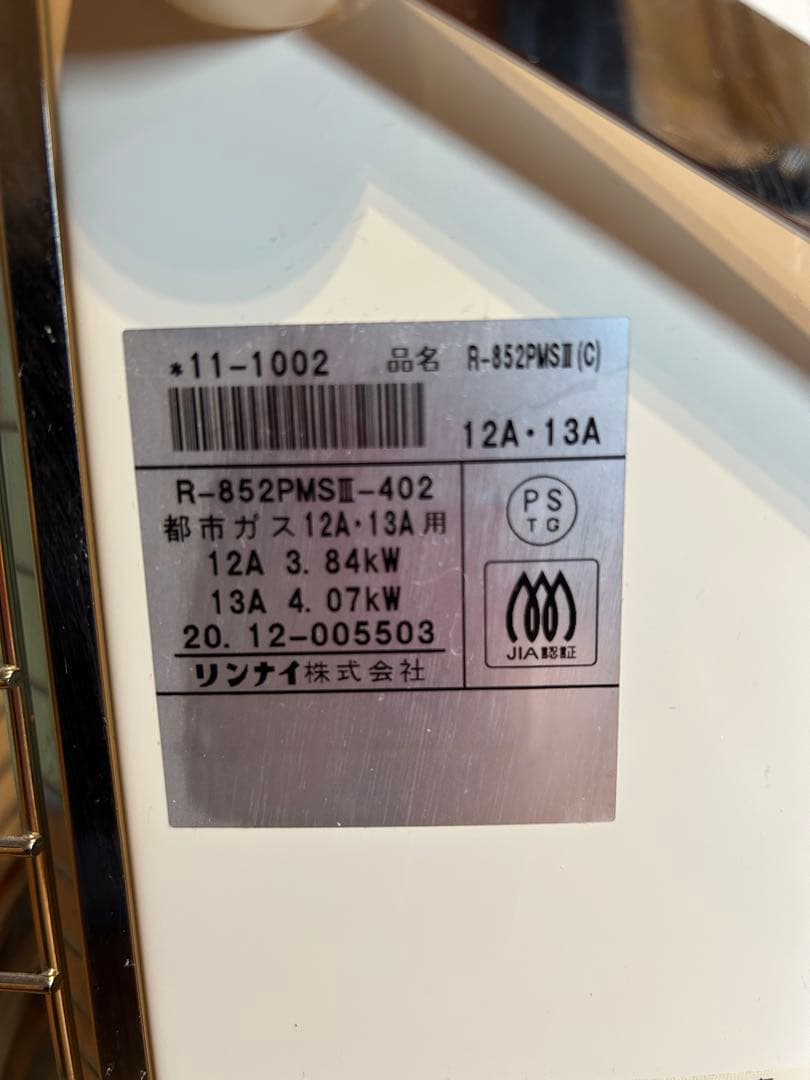 *11-1002 品名 R-852PMSⅢ(C)
12A・13A
R-852PMSⅢ-402
都市ガス12A・13A用
12A 3.84kW
13A 4.07kW
20.12-005503
リンナイ株式会社
PS
TG
JIA認証